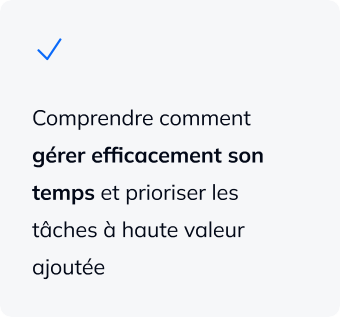 Comprendre comment
gérer efficacement son
temps et prioriser les
tâches à haute valeur
ajoutée